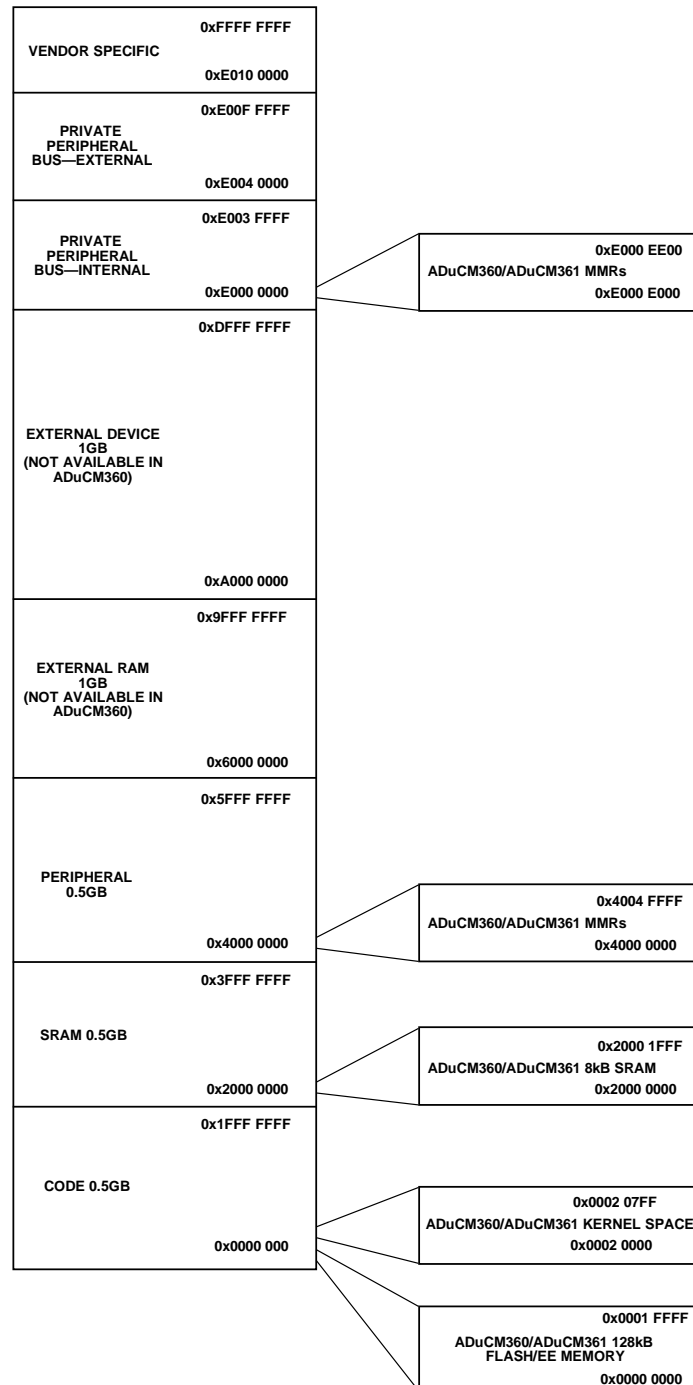 0xFFFF FFFF
VENDOR SPECIFIC
0xE010 0000
0xE00F FFFF
PRIVATE
PERIPHERAL
BUS—EXTERNAL
0xE004 0000
0xE003 FFFF
PRIVATE
PERIPHERAL
BUS—INTERNAL
0xE000 0000
0xE000 EE00
ADuCM360/ADuCM361 MMRs
0xE000 E000
0xDFFF FFFF
EXTERNAL DEVICE
1GB
(NOT AVAILABLE IN
ADuCM360)
0xA000 0000
0x9FFF FFFF
EXTERNAL RAM
1GB
(NOT AVAILABLE IN
ADuCM360)
0x6000 0000
0x5FFF FFFF
PERIPHERAL
0.5GB
0x4000 0000
0x4004 FFFF
ADuCM360/ADuCM361 MMRs
0x4000 0000
0x3FFF FFFF
SRAM 0.5GB
0x2000 0000
0x2000 1FFF
ADuCM360/ADuCM361 8kB SRAM
0x2000 0000
0x1FFF FFFF
CODE 0.5GB
0x0000 000
0x0002 07FF
ADuCM360/ADuCM361 KERNEL SPACE
0x0002 0000
0x0001 FFFF
ADuCM360/ADuCM361 128kB
FLASH/EE MEMORY
0x0000 0000